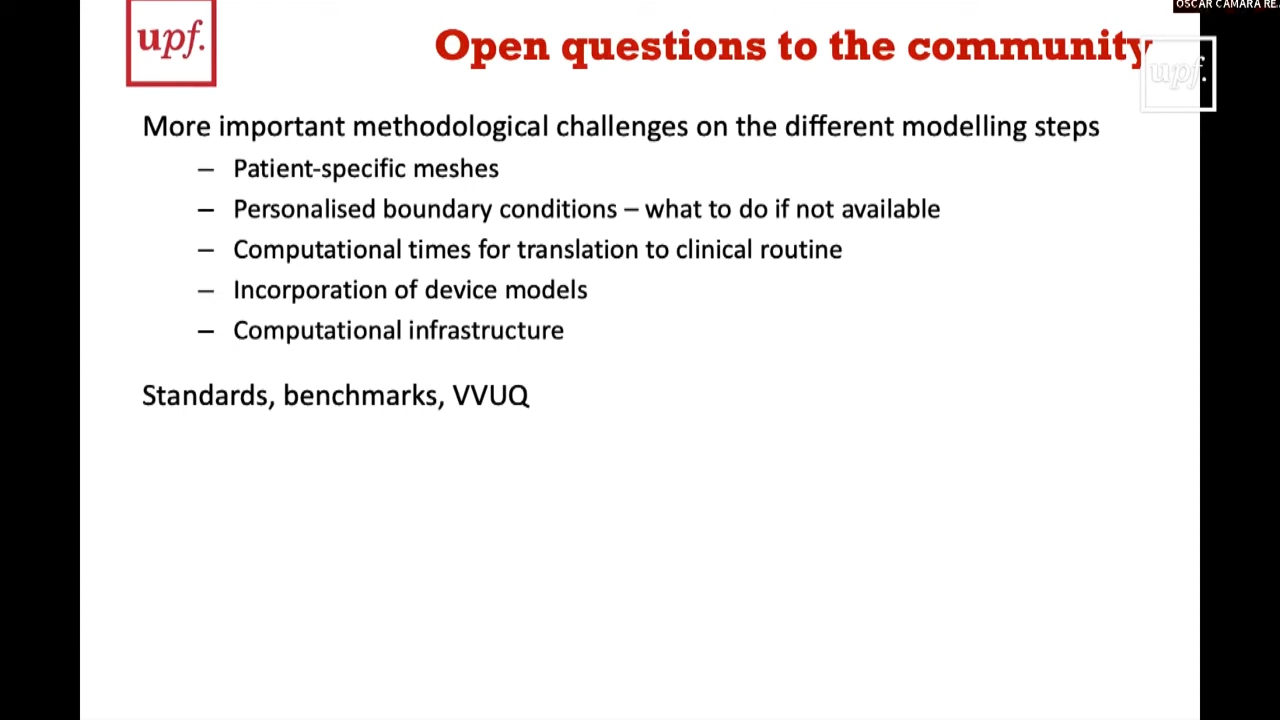 OSCAR CAMARA RE
upf.
Open questions to the community
upf.
More important methodological challenges on the different modelling steps
– Patient-specific meshes
– Personalised boundary conditions – what to do if not available
– Computational times for translation to clinical routine
– Incorporation of device models
– Computational infrastructure
Standards, benchmarks, VVUQ